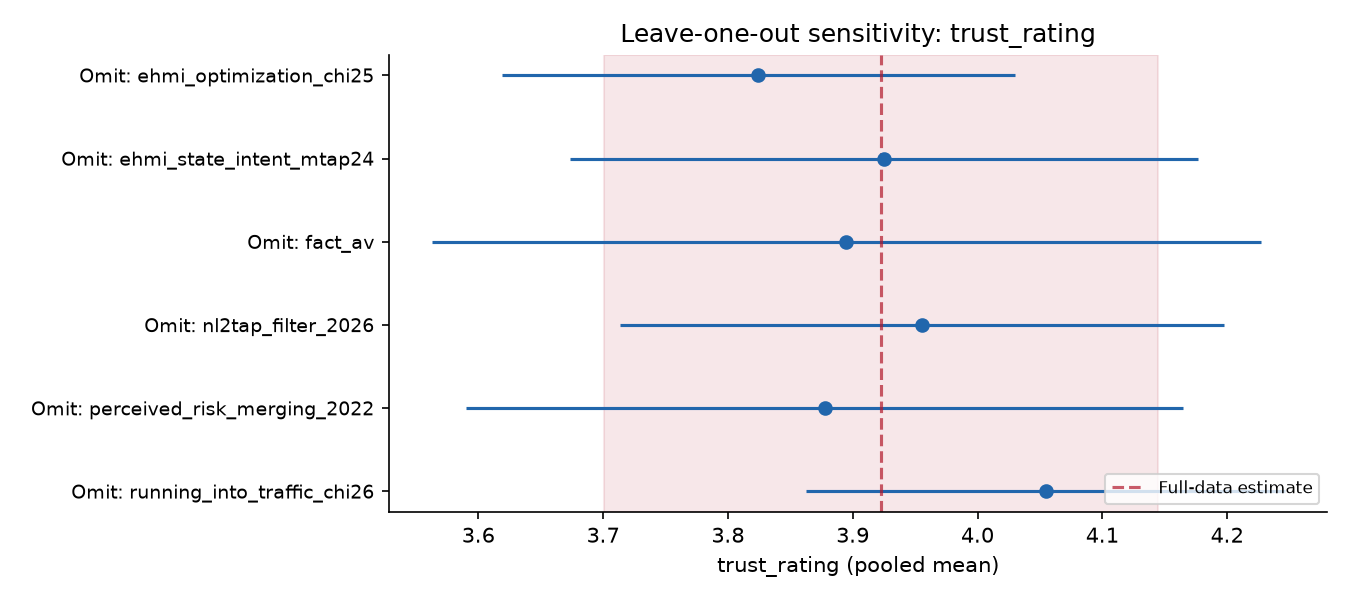 Leave-one-out sensitivity: trust_rating
Omit: ehmi_optimization_chi25
Omit: ehmi_state_intent_mtap24
Omit: fact_av
Omit: nl2tap_filter_2026
Omit: perceived_risk_merging_2022
Omit: running_into_traffic_chi26
Full-data estimate
3.6 3.7 3.8 3.9 4.0 4.1 4.2
trust_rating (pooled mean)